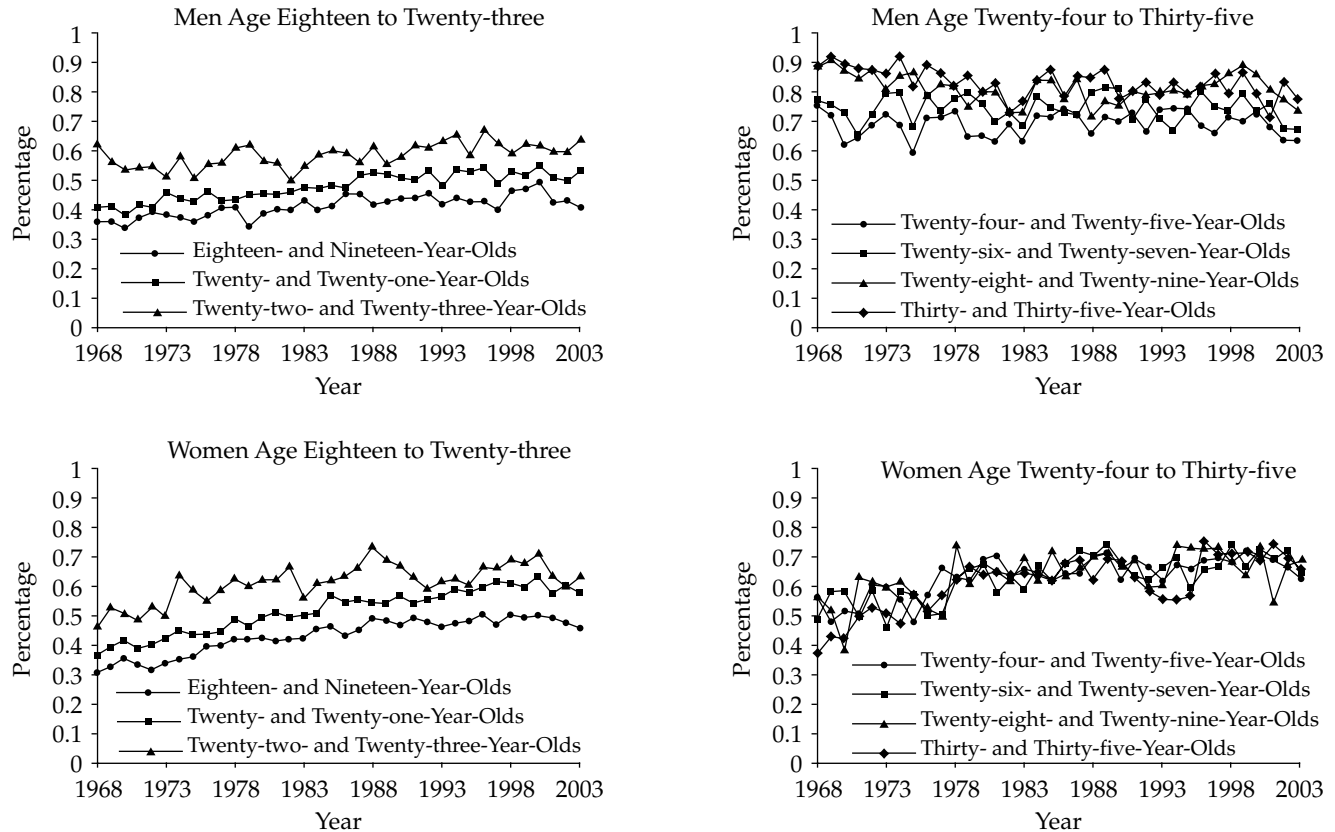 Men Age Eighteen to Twenty-three
Percentage
1
0.9
0.8
0.7
0.6
0.5
0.4
0.3
0.2
0.1
0
Eighteen- and Nineteen-Year-Olds
Twenty- and Twenty-one-Year-Olds
Twenty-two- and Twenty-three-Year-Olds
1968 1973 1978 1983 1988 1993 1998 2003
Year
Men Age Twenty-four to Thirty-five
Percentage
1
0.9
0.8
0.7
0.6
0.5
0.4
0.3
0.2
0.1
0
Twenty-four- and Twenty-five-Year-Olds
Twenty-six- and Twenty-seven-Year-Olds
Twenty-eight- and Twenty-nine-Year-Olds
Thirty- and Thirty-five-Year-Olds
1968 1973 1978 1983 1988 1993 1998 2003
Year
Women Age Eighteen to Twenty-three
Percentage
1
0.9
0.8
0.7
0.6
0.5
0.4
0.3
0.2
0.1
0
Eighteen- and Nineteen-Year-Olds
Twenty- and Twenty-one-Year-Olds
Twenty-two- and Twenty-three-Year-Olds
1968 1973 1978 1983 1988 1993 1998 2003
Year
Women Age Twenty-four to Thirty-five
Percentage
1
0.9
0.8
0.7
0.6
0.5
0.4
0.3
0.2
0.1
0
Twenty-four- and Twenty-five-Year-Olds
Twenty-six- and Twenty-seven-Year-Olds
Twenty-eight- and Twenty-nine-Year-Olds
Thirty- and Thirty-five-Year-Olds
1968 1973 1978 1983 1988 1993 1998 2003
Year